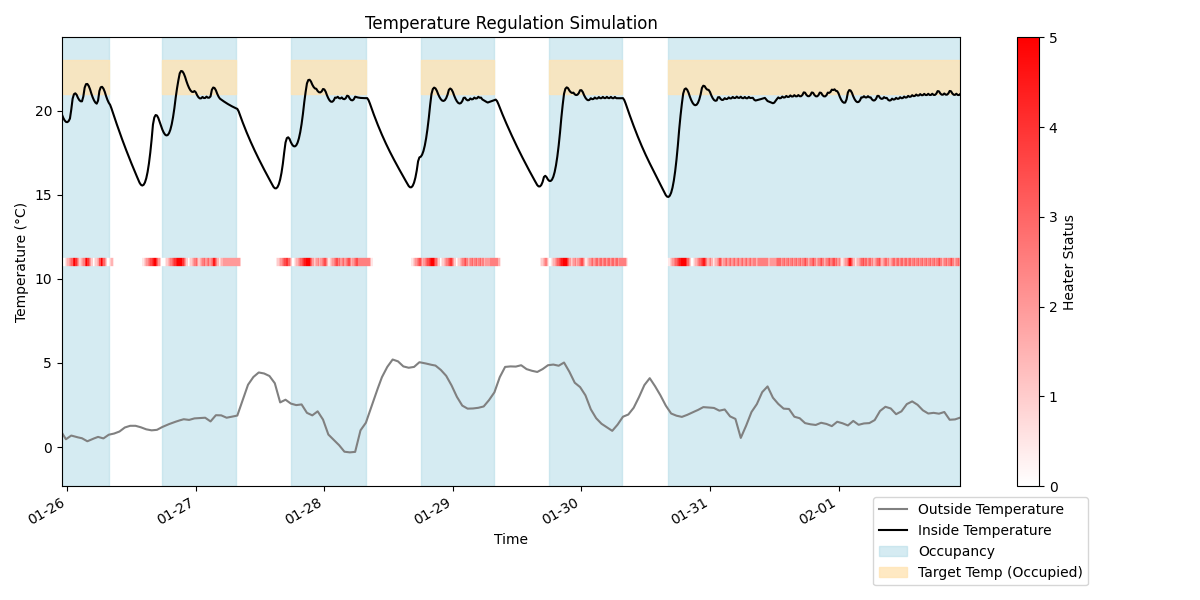 Temperature Regulation Simulation
Temperature (°C)
20
15
10
5
0
01-26
01-27
01-28
01-29
01-30
01-31
02-01
Time
5
4
3
2
1
0
Heater Status
Outside Temperature
Inside Temperature
Occupancy
Target Temp (Occupied)